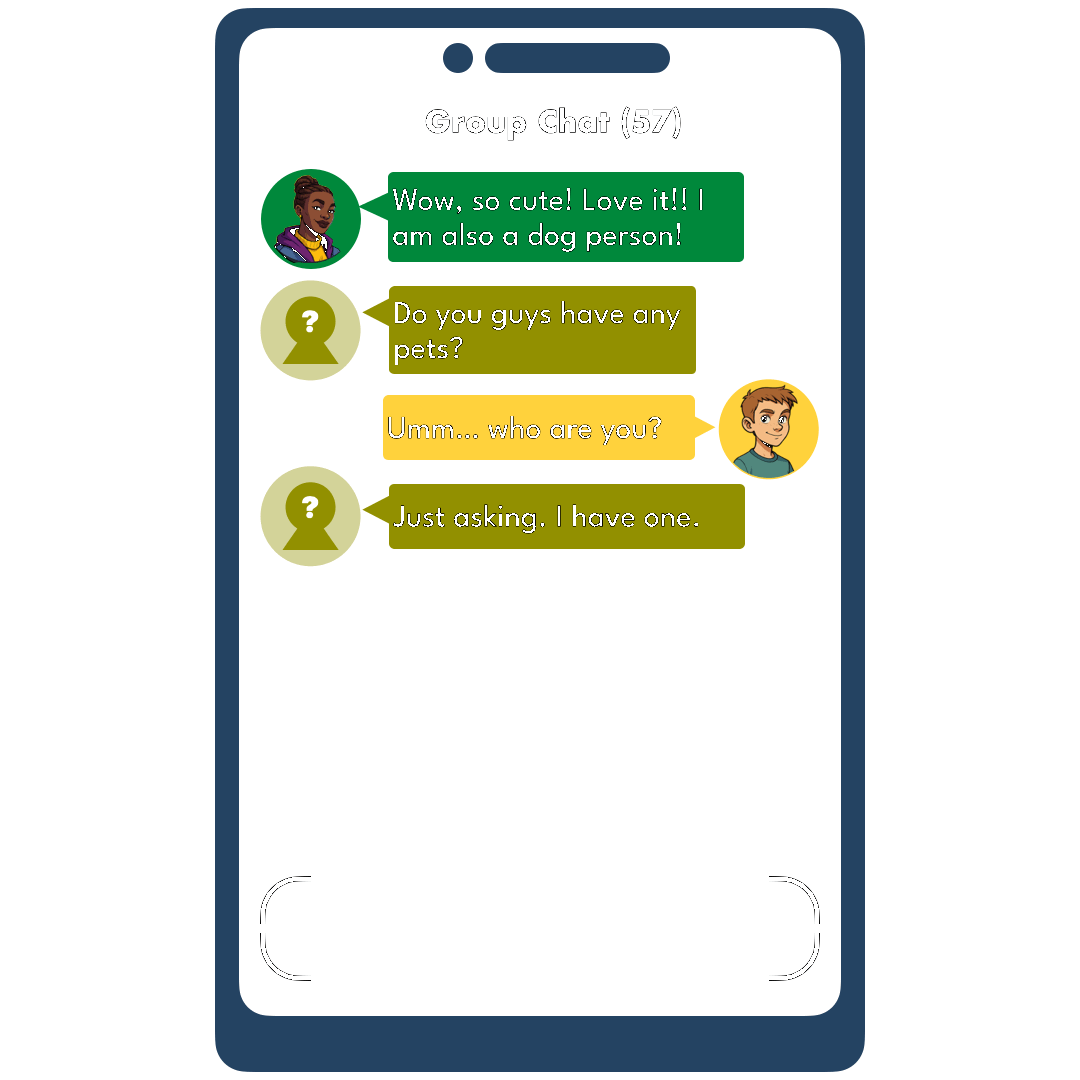 Group Chat (57)
Wow, so cute! Love it!! I
am also a dog person!
?
Do you guys have any
pets?
Umm... who are you?
?
Just asking. I have one.